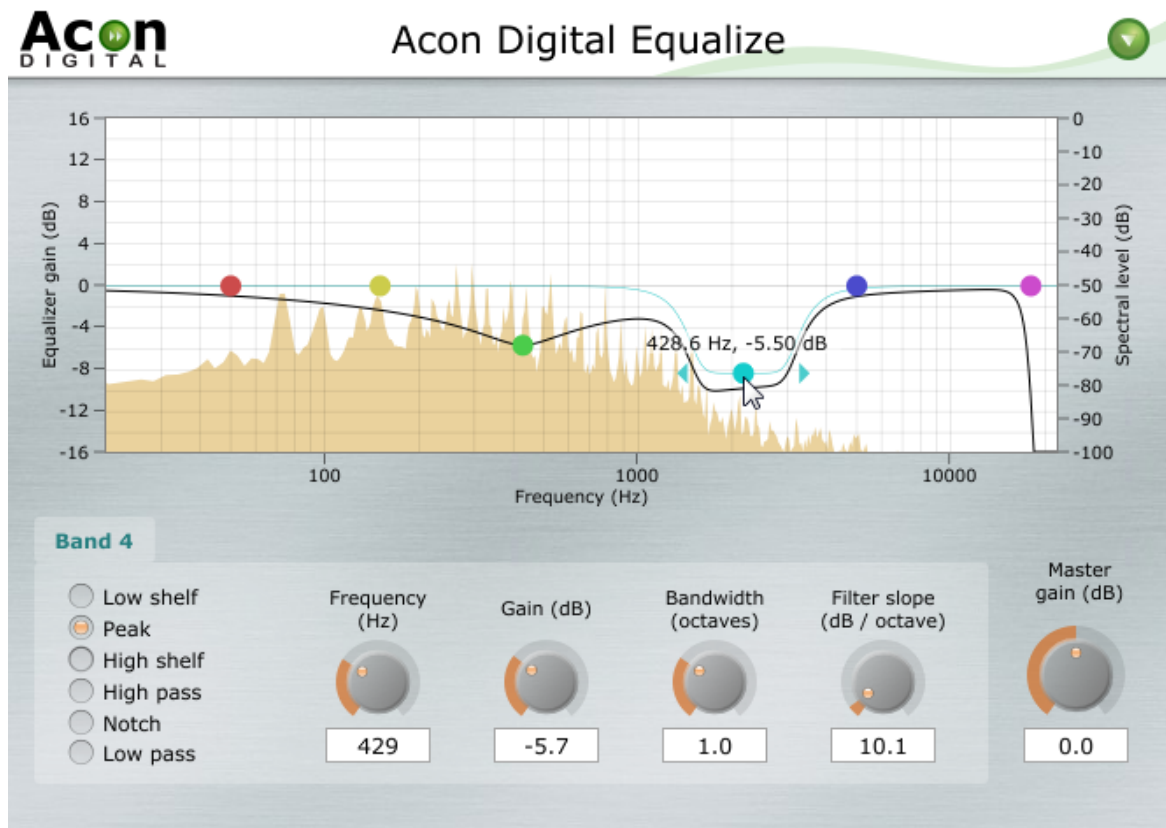 Acon
DIGITAL
Acon Digital Equalize
16
12
8
4
0
-4
-8
-12
-16
Equalizer gain (dB)
0
-10
-20
-30
-40
-50
-60
-70
-80
-90
-100
Spectral level (dB)
428.6 Hz, -5.50 dB
100
1000
10000
Frequency (Hz)
Band 4
Low shelf
Peak
High shelf
High pass
Notch
Low pass
Frequency
(Hz)
429
Gain (dB)
-5.7
Bandwidth
(octaves)
1.0
Filter slope
(dB / octave)
10.1
Master
gain (dB)
0.0